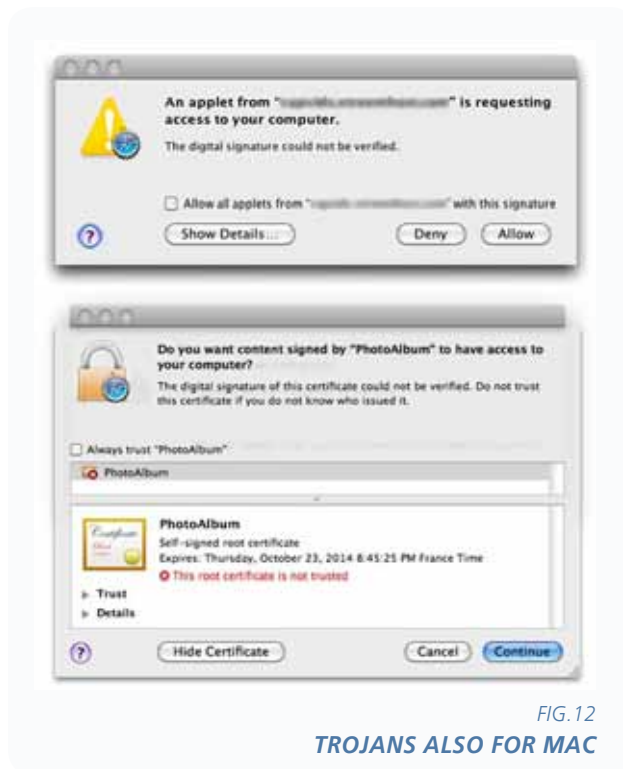 An applet from "" is requesting
access to your computer.
The digital signature could not be verified.
Allow all applets from "" with this signature
?
Show Details...
Deny
Allow
Do you want content signed by "PhotoAlbum" to have access to
your computer?
The digital signature of this certificate could not be verified. Do not trust
this certificate if you do not know who issued it.
Always trust "PhotoAlbum"
PhotoAlbum
Certificate
PhotoAlbum
Self-signed root certificate
Expires: Thursday, October 23, 2014 8:45:25 PM France Time
This root certificate is not trusted
Trust
Details
?
Hide Certificate
Cancel
Continue
FIG.12
TROJANS ALSO FOR MAC